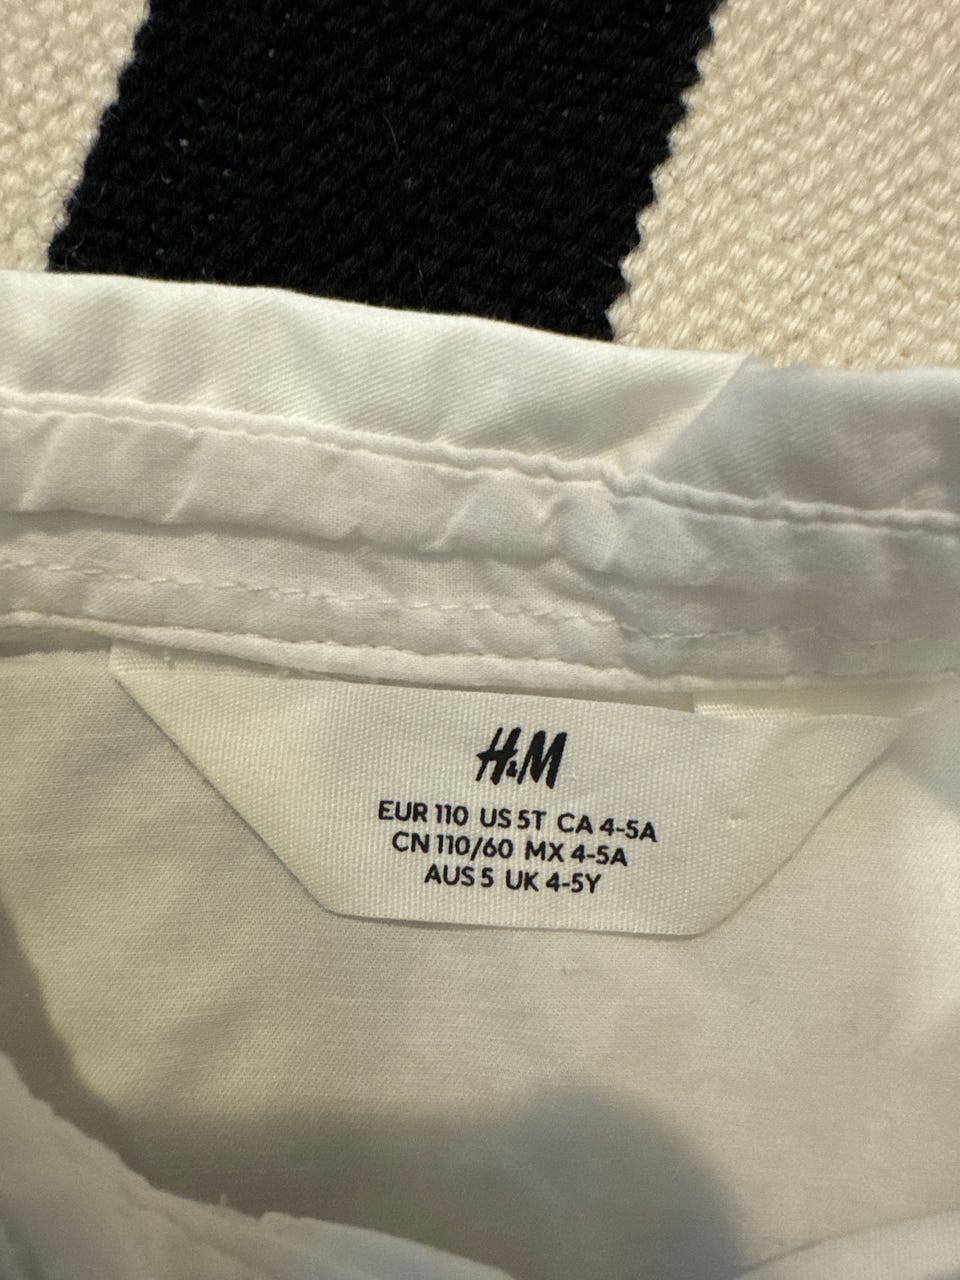 H&M
EUR 110 US 5T CA 4-5A
CN 110/60 MX 4-5A
AUS 5 UK 4-5Y